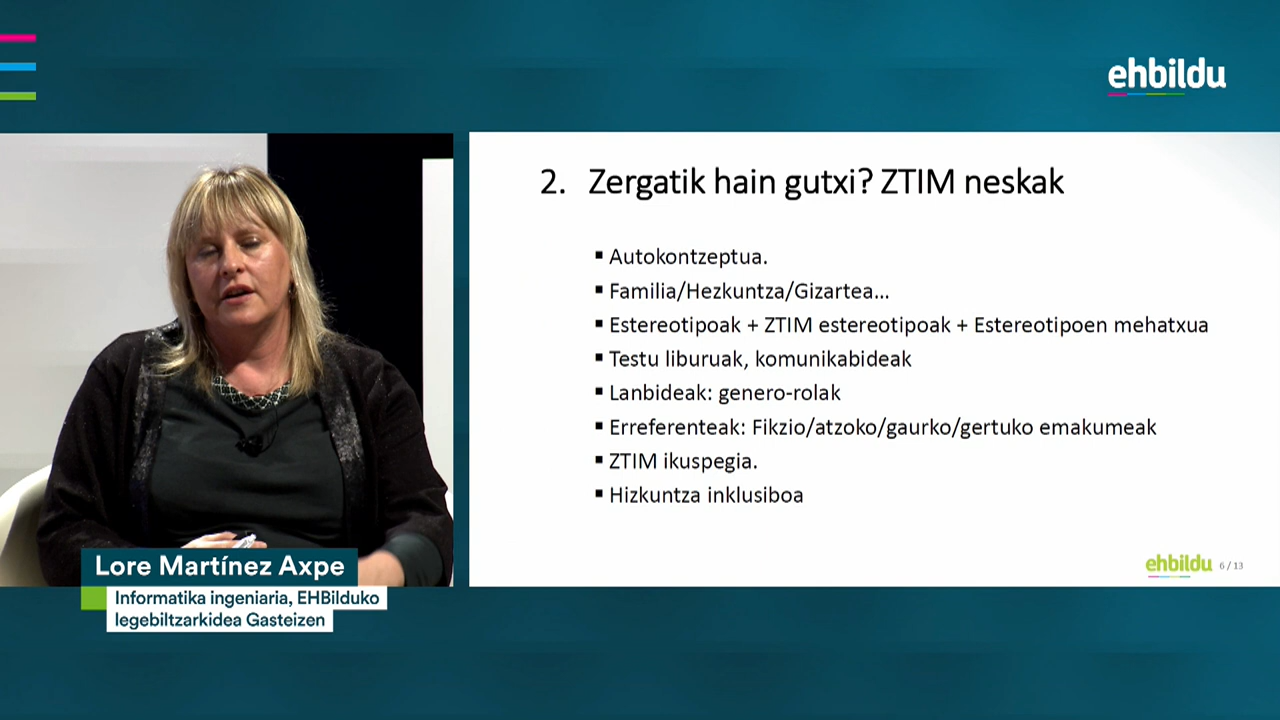 ehbildu
2. Zergatik hain gutxi? ZTIM neskak
▪ Autokontzeptua.
▪ Familia/Hezkuntza/Gizartea...
▪ Estereotipoak + ZTIM estereotipoak + Estereotipoen mehatxua
▪ Testu liburuak, komunikabideak
▪ Lanbideak: genero-rolak
▪ Erreferenteak: Fikzio/atzoko/gaurko/gertuko emakumeak
▪ ZTIM ikuspegia.
▪ Hizkuntza inklusiboa
ehbildu 6 / 13
Lore Martínez Axpe
Informatika ingeniaria, EHBilduko
legebiltzarkidea Gasteizen